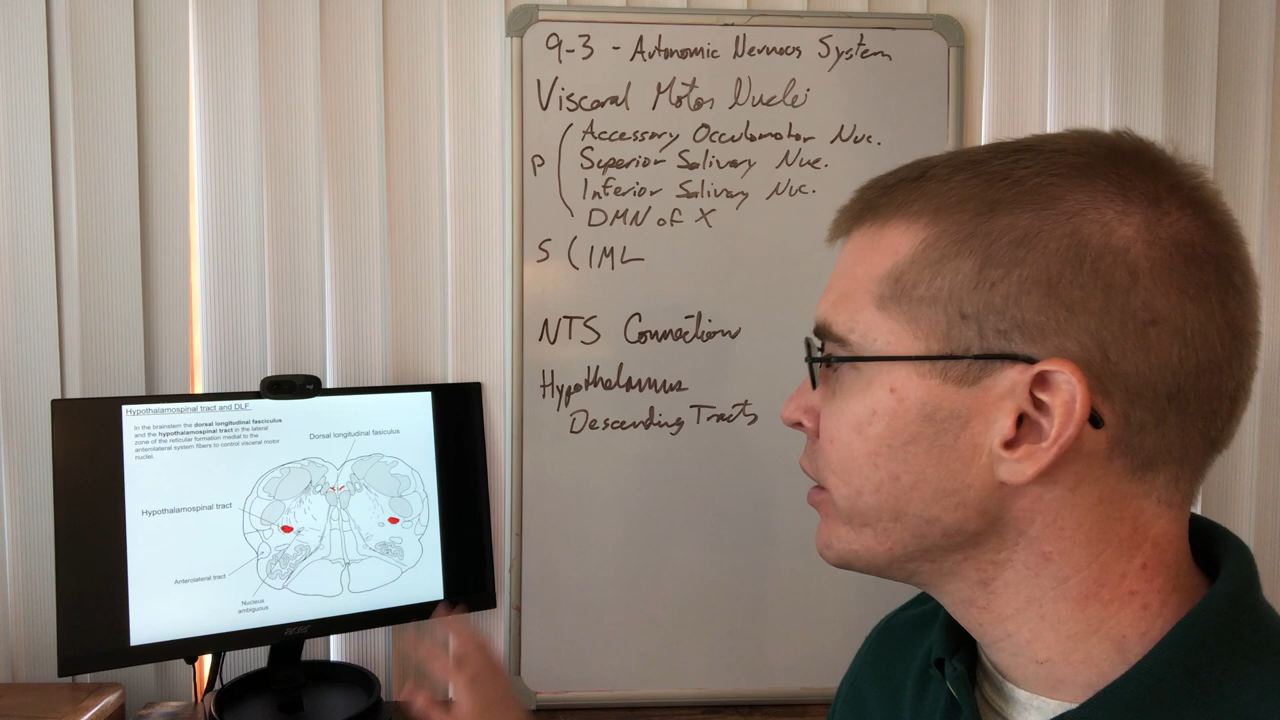 9-3 - Autonomic Nervous System
Visceral Motor Nuclei
P
Accessory Occulomotor Nuc.
Superior Salivary Nuc.
Inferior Salivary Nuc.
DMN of X
S ( IML
NTS Connection
Hypothalamus
Descending Tracts
Hypothalamospinal tract and DLF
In the brainstem the dorsal longitudinal fasciculus
and the hypothalamospinal tract in the lateral
zone of the reticular formation medial to the
anterolateral system fibers to control visceral motor
nuclei.
Dorsal longitudinal fasiculus
Hypothalamospinal tract
Anterolateral tract
Nucleus
ambiguous
acer